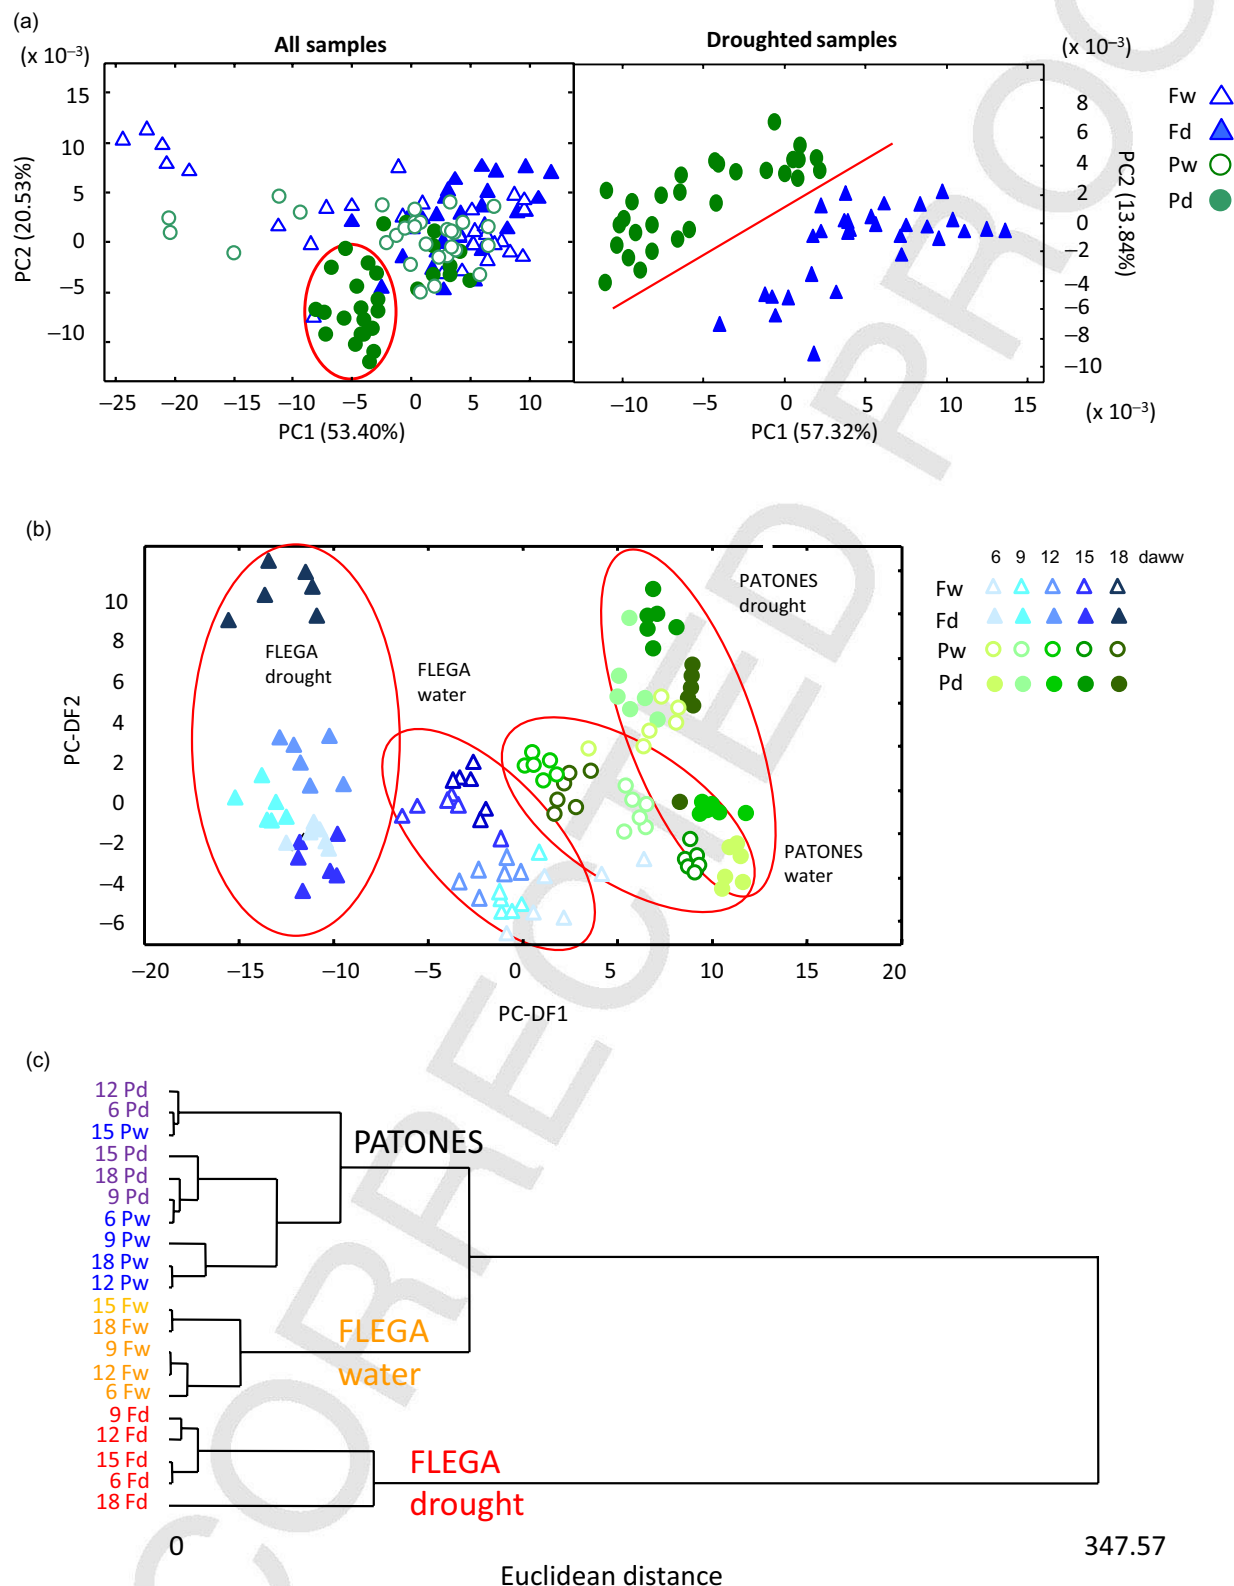 (a)
All samples
Droughted samples
(x 10⁻³)
(x 10⁻³)
15
10
5
0
−5
−10
PC2 (20.53%)
−25 −20 −15 −10 −5 0 5 10
PC1 (53.40%)
8
6
4
2
0
−2
−4
−6
−8
−10
PC2 (13.84%)
−10 −5 0 5 10 15
(x 10⁻³)
PC1 (57.32%)
Fw
Fd
Pw
Pd
(b)
10
8
6
4
2
0
−2
−4
−6
PC-DF2
FLEGA
drought
FLEGA
water
PATONES
drought
PATONES
water
−20 −15 −10 −5 0 5 10 15 20
PC-DF1
6 9 12 15 18 daww
Fw
Fd
Pw
Pd
(c)
12 Pd
6 Pd
15 Pw
15 Pd
18 Pd
9 Pd
6 Pw
9 Pw
18 Pw
12 Pw
15 Fw
18 Fw
9 Fw
12 Fw
6 Fw
9 Fd
12 Fd
15 Fd
6 Fd
18 Fd
PATONES
FLEGA
water
FLEGA
drought
0
347.57
Euclidean distance
CORRECTED PROO